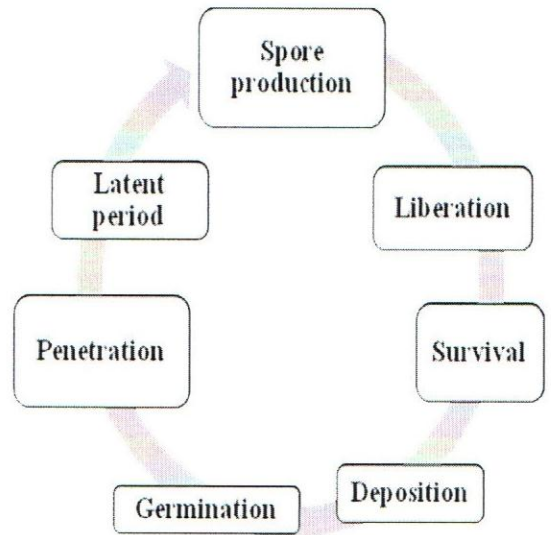 Spore
production
Liberation
Survival
Deposition
Germination
Penetration
Latent
period